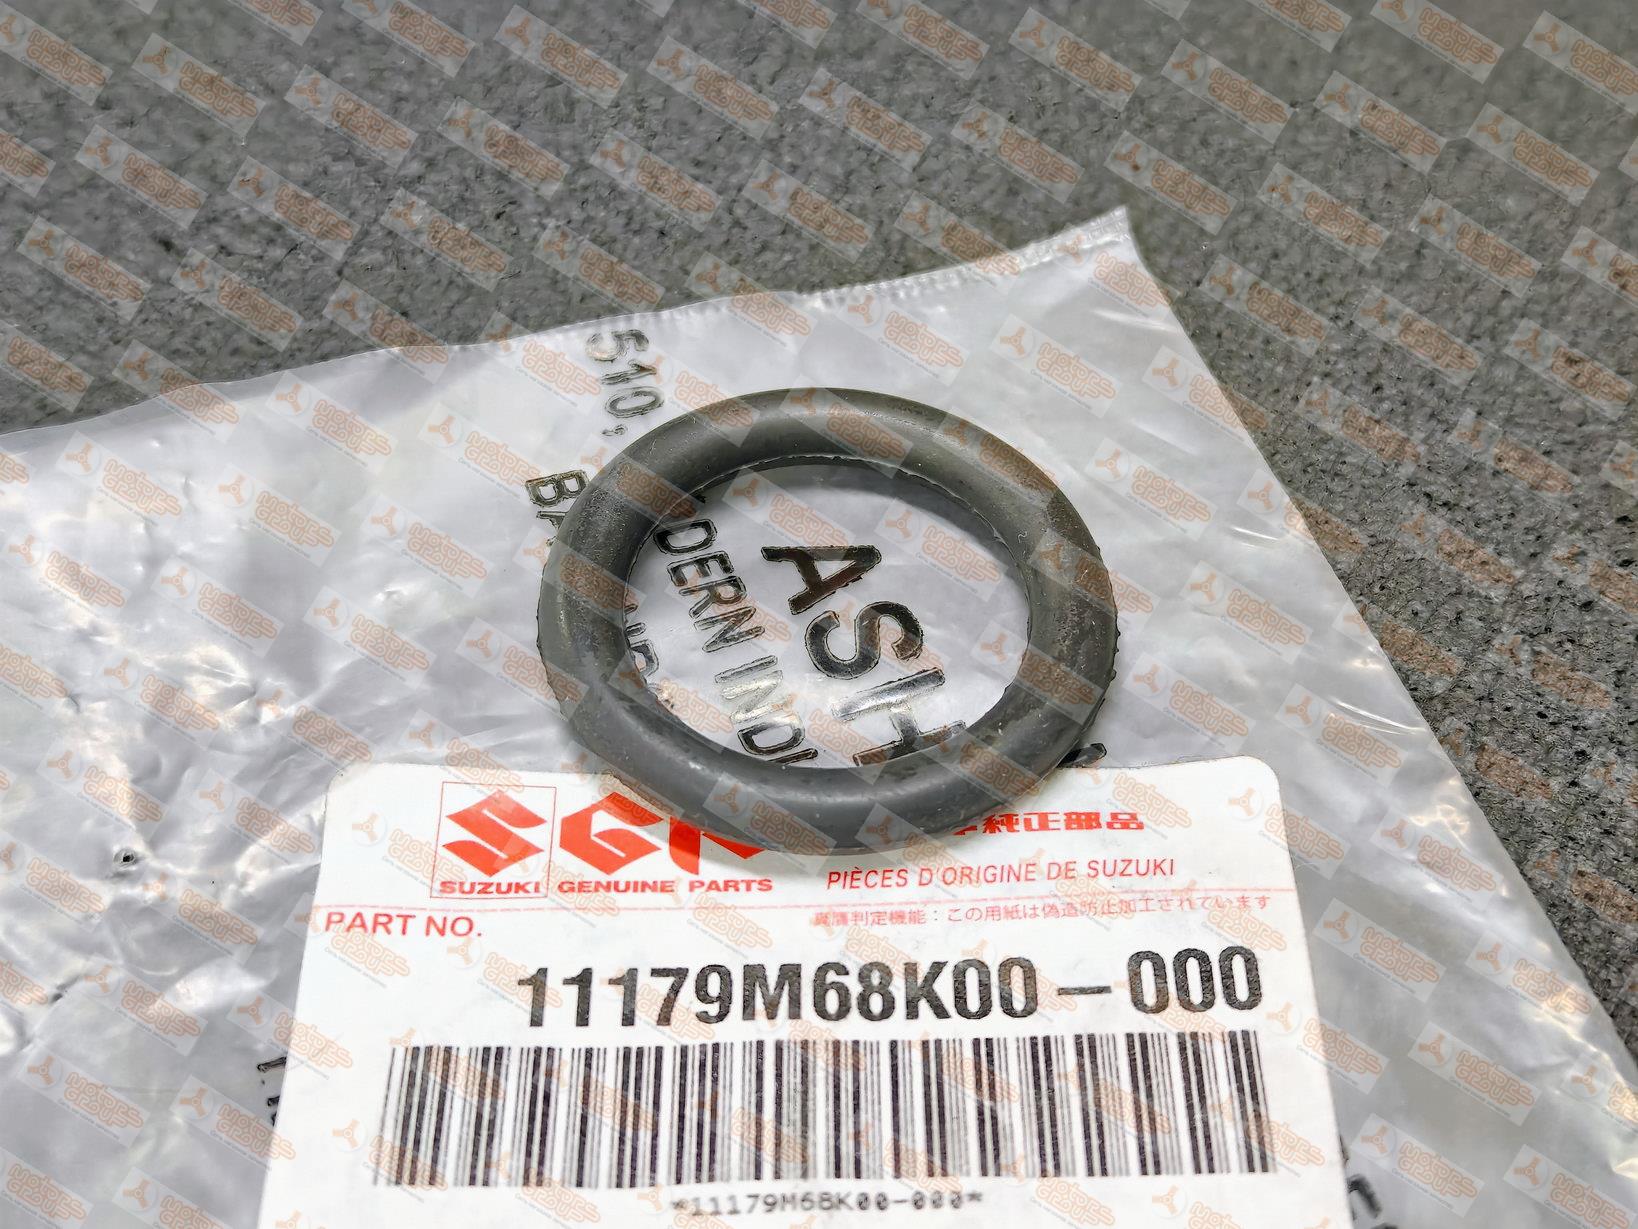 510,
BA
DERN INDI
ASH
SUZUKI
GENUINE PARTS
純正部品
PIÈCES D'ORIGINE DE SUZUKI
PART NO.
真贋判定機能：この用紙は偽造防止加工されています
11179M68K00-000
*11179M68K00-000*